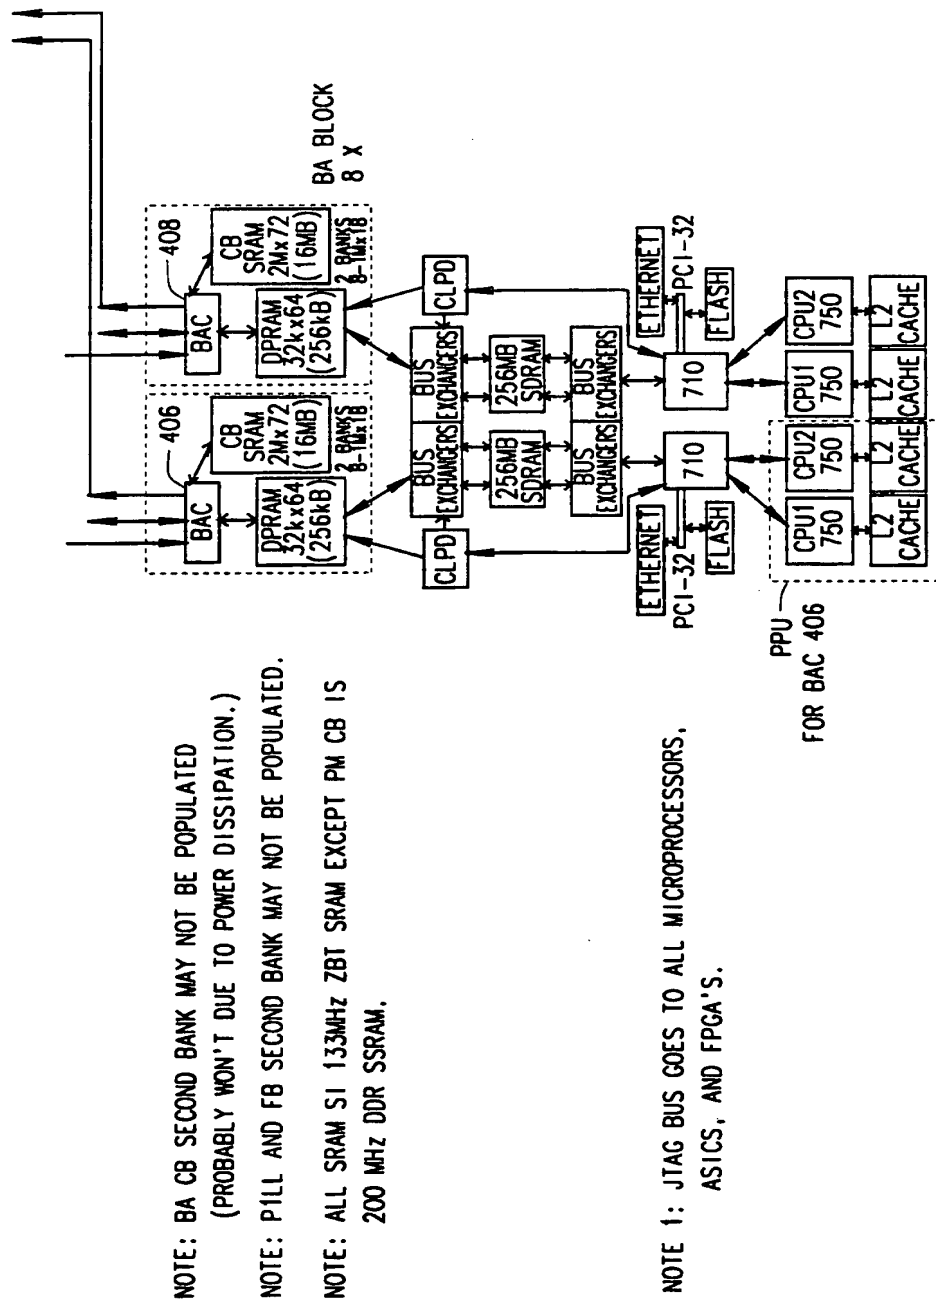 BA BLOCK
8 X
408
CB
SRAM
2Mx72
(16MB)
2 BANKS
8-1Mx18
BAC
DPRAM
32kx64
(256kB)
406
CB
SRAM
2Mx72
(16MB)
2 BANKS
8-1Mx18
BAC
DPRAM
32kx64
(256kB)
CLPD
BUS
EXCHANGERS
BUS
EXCHANGERS
CLPD
256MB
SDRAM
256MB
SDRAM
BUS
EXCHANGERS
BUS
EXCHANGERS
ETHERNET
PCI-32
FLASH
710
710
ETHERNET
PCI-32
FLASH
CPU2
750
CPU1
750
CPU2
750
CPU1
750
L2
CACHE
L2
CACHE
L2
CACHE
L2
CACHE
PPU
FOR BAC 406
NOTE: BA CB SECOND BANK MAY NOT BE POPULATED
(PROBABLY WON'T DUE TO POWER DISSIPATION.)
NOTE: P1LL AND FB SECOND BANK MAY NOT BE POPULATED.
NOTE: ALL SRAM SI 133MHz ZBT SRAM EXCEPT PM CB IS
200 MHz DDR SSRAM.
NOTE 1: JTAG BUS GOES TO ALL MICROPROCESSORS,
ASICS, AND FPGA'S.